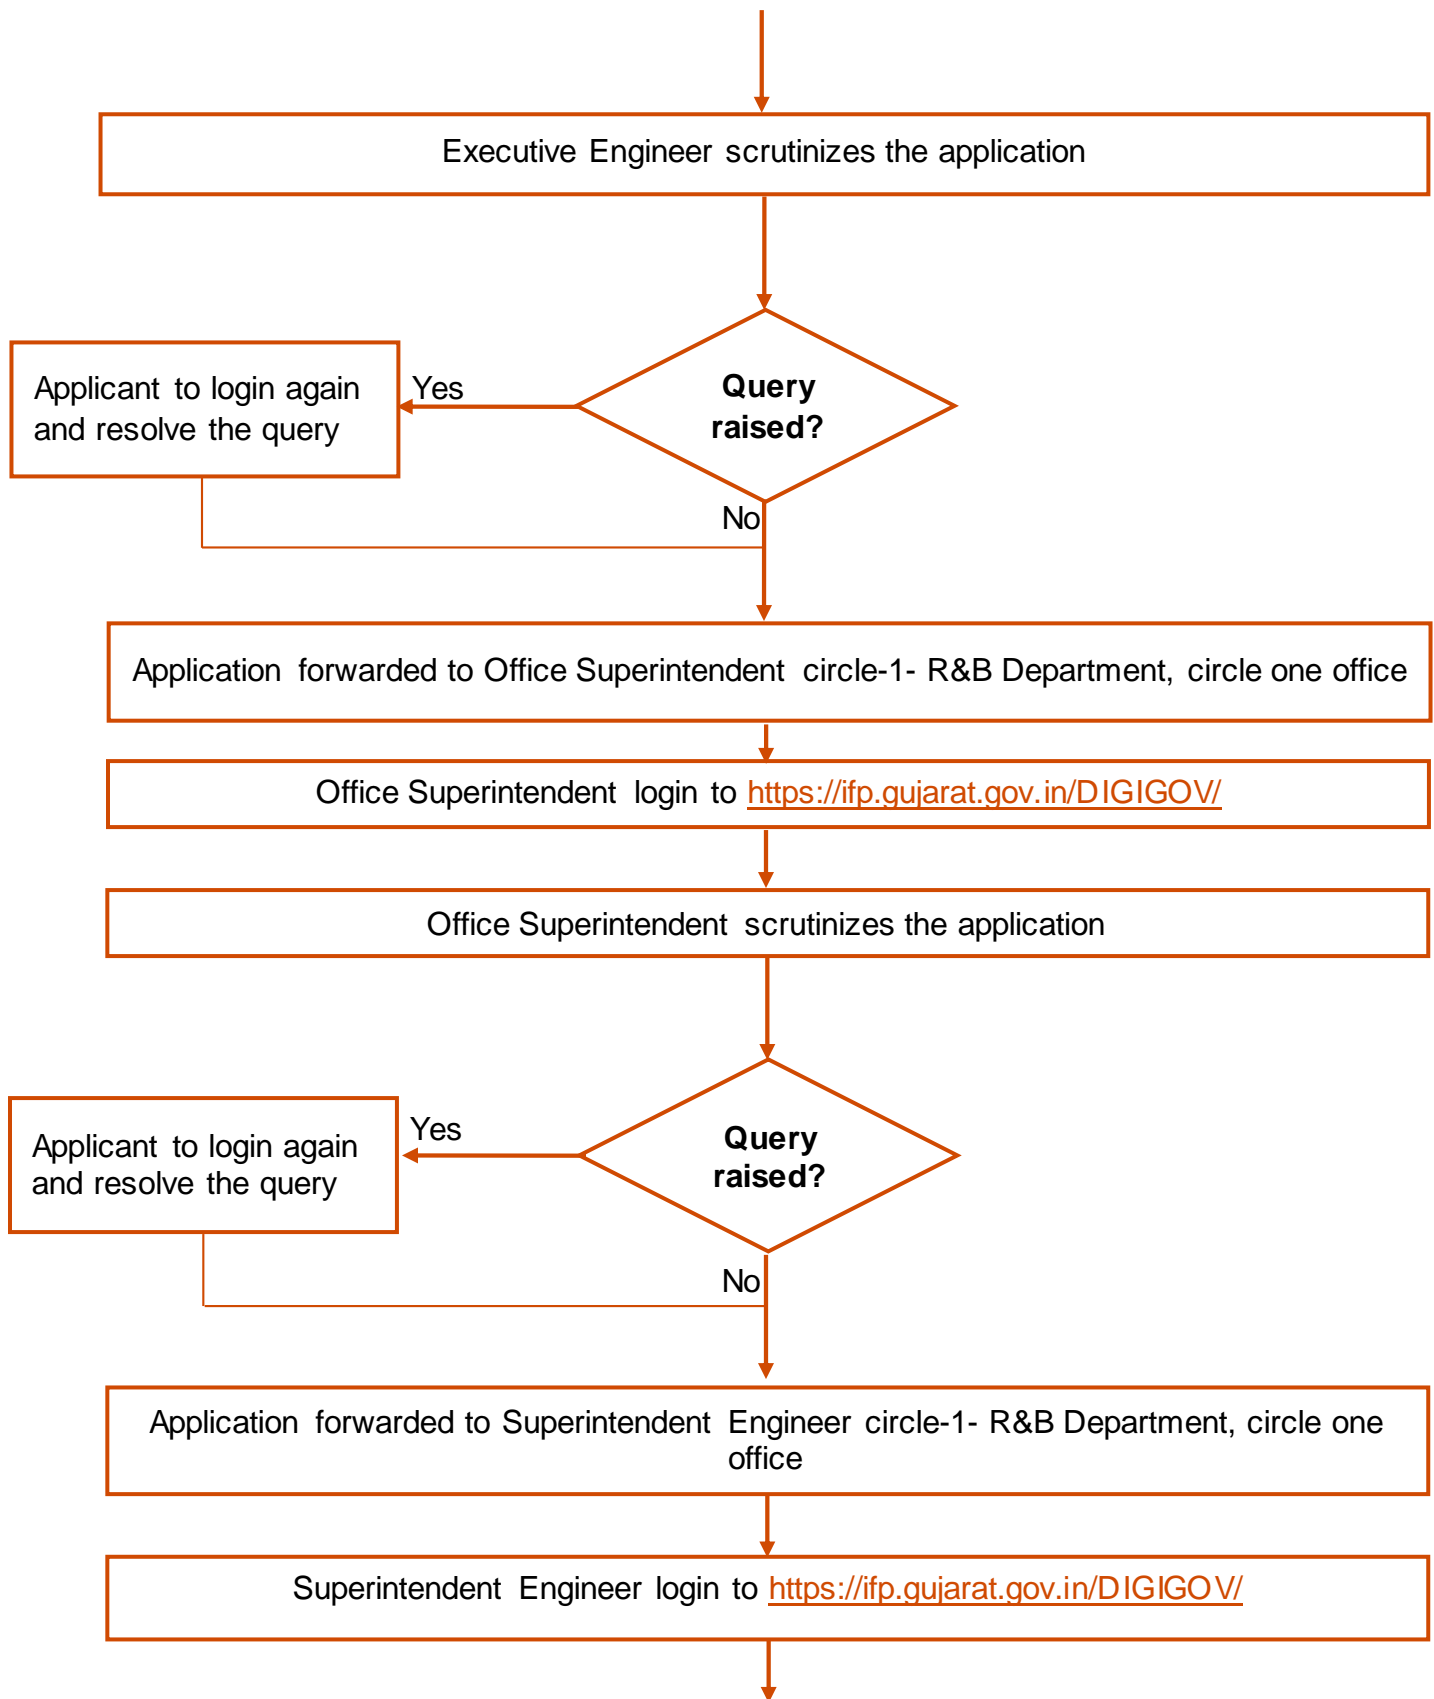 Executive Engineer scrutinizes the application
Query
raised?
Yes
Applicant to login again
and resolve the query
No
Application forwarded to Office Superintendent circle-1- R&B Department, circle one office
Office Superintendent login to https://ifp.gujarat.gov.in/DIGIGOV/
Office Superintendent scrutinizes the application
Query
raised?
Yes
Applicant to login again
and resolve the query
No
Application forwarded to Superintendent Engineer circle-1- R&B Department, circle one
office
Superintendent Engineer login to https://ifp.gujarat.gov.in/DIGIGOV/